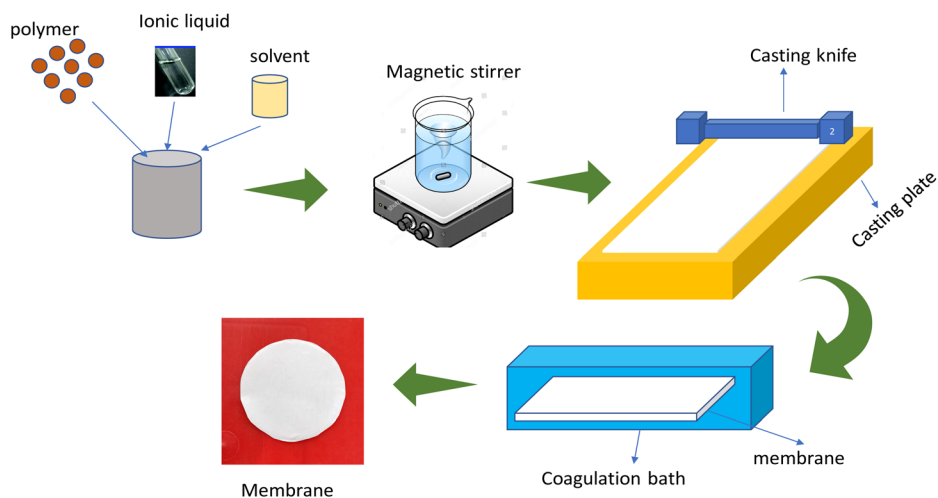 polymer
Ionic liquid
solvent
Magnetic stirrer
Casting knife
2
Casting plate
Coagulation bath
membrane
Membrane